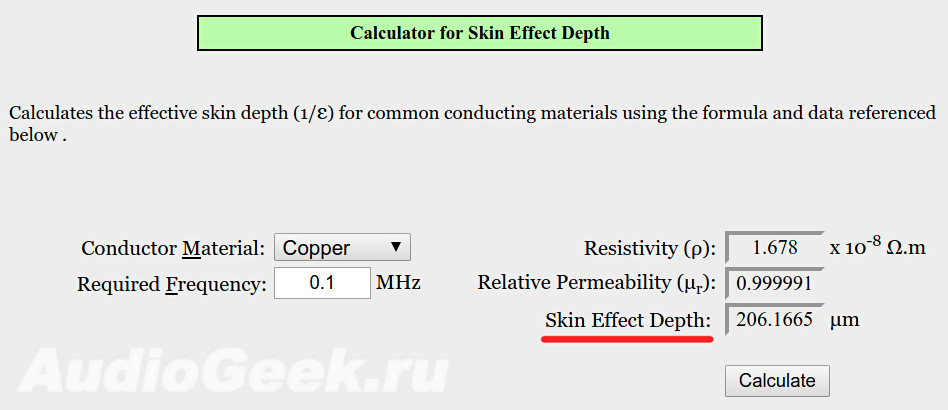 Calculator for Skin Effect Depth
Calculates the effective skin depth (1/Ɛ) for common conducting materials using the formula and data referenced
below .
Conductor Material: Copper ▼ Resistivity (ρ): 1.678 x 10⁻⁸ Ω.m
Required Frequency: 0.1 MHz Relative Permeability (μᵣ): 0.999991
Skin Effect Depth: 206.1665 μm
AudioGeek.ru
Calculate